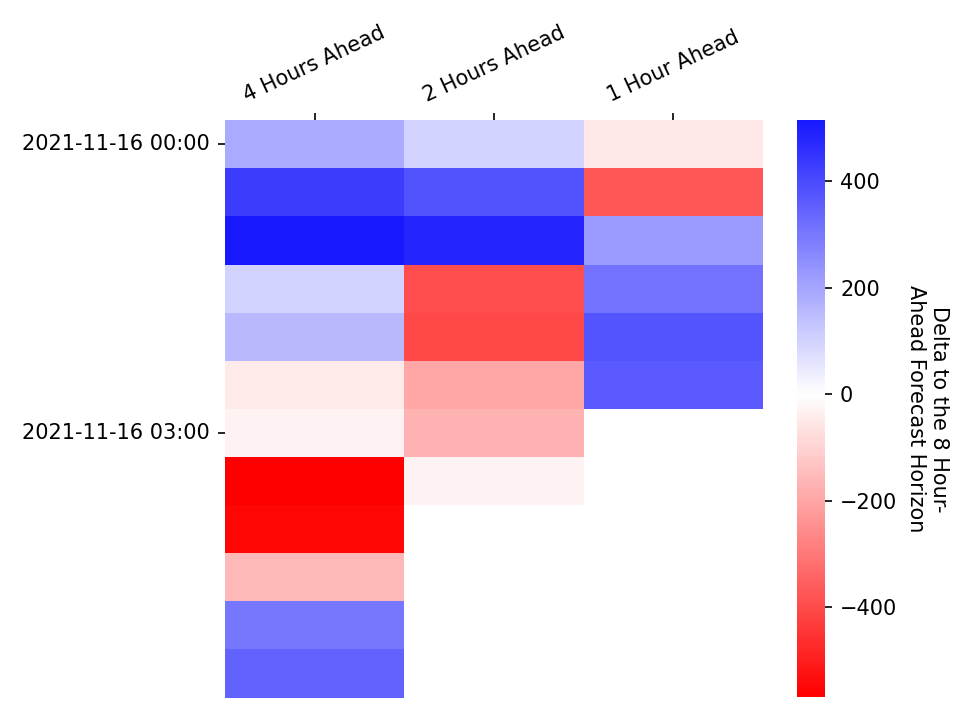 4 Hours Ahead
2 Hours Ahead
1 Hour Ahead
2021-11-16 00:00
2021-11-16 03:00
400
200
0
−200
−400
Delta to the 8 Hour-
Ahead Forecast Horizon